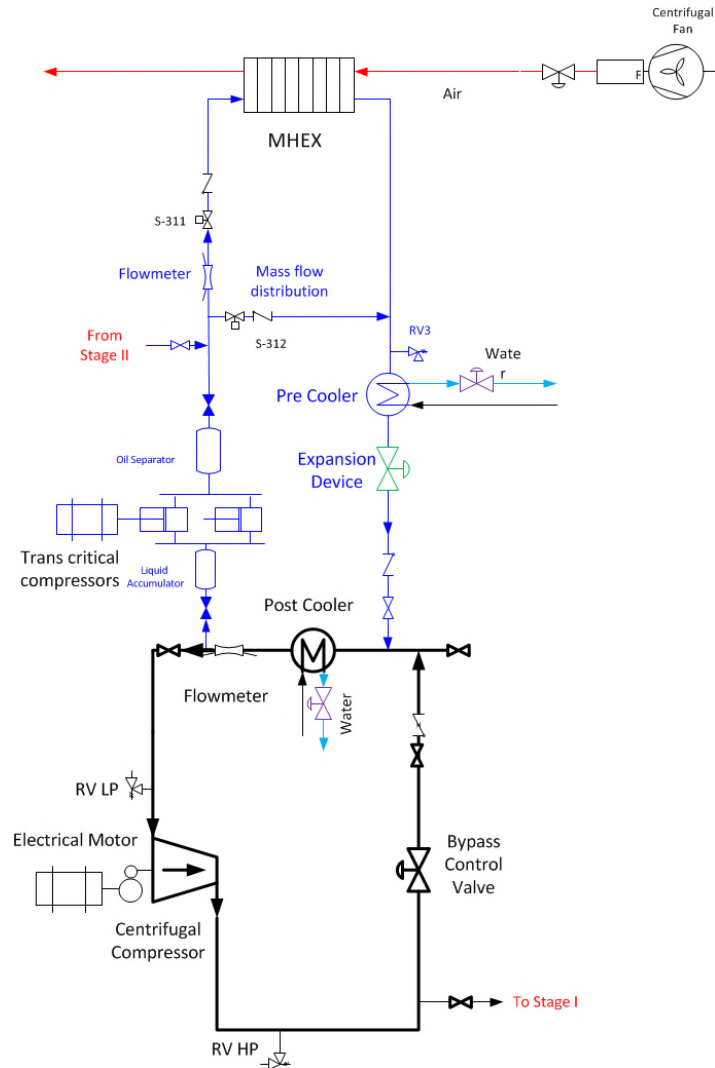 Centrifugal
Fan
F
Air
MHEX
S-311
Flowmeter
Mass flow
distribution
From
Stage II
S-312
RV3
Wate
r
Pre Cooler
Oil Separator
Expansion
Device
Trans critical
compressors
Liquid
Accumulator
Post Cooler
Flowmeter
Water
RV LP
Electrical Motor
Bypass
Control
Valve
Centrifugal
Compressor
To Stage I
RV HP